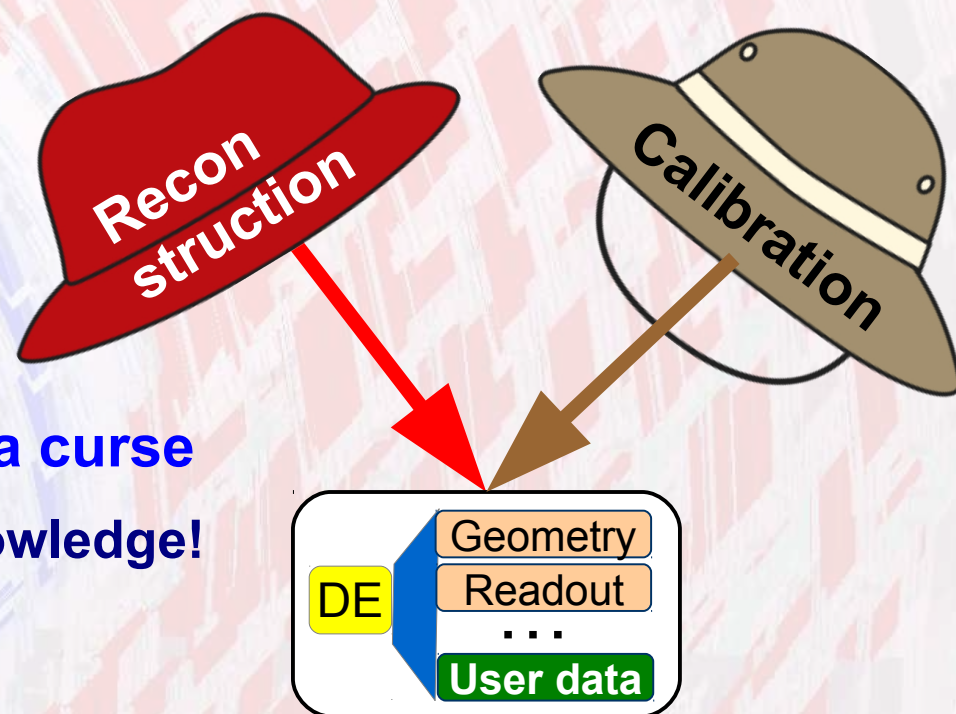 Recon
struction
Calibration
a curse
owledge!
DE
Geometry
Readout
...
User data